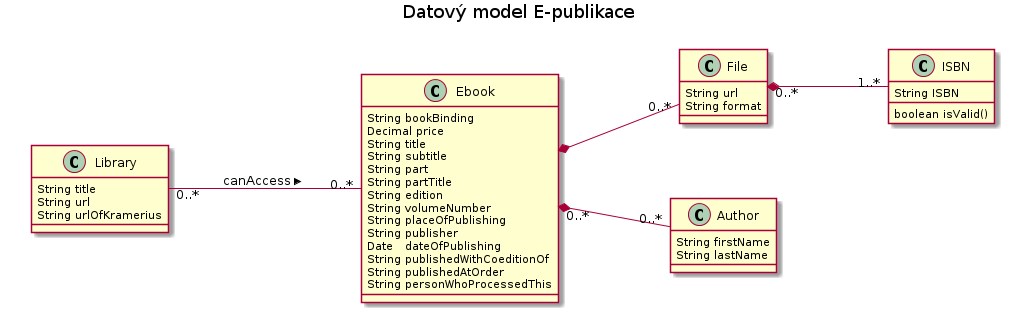 Datový model E-publikace
C Library
String title
String url
String urlOfKramerius
0..*
canAccess ▶
0..*
C Ebook
String bookBinding
Decimal price
String title
String subtitle
String part
String partTitle
String edition
String volumeNumber
String placeOfPublishing
String publisher
Date dateOfPublishing
String publishedWithCoeditionOf
String publishedAtOrder
String personWhoProcessedThis
0..*
0..*
0..*
C File
String url
String format
0..*
1..*
C ISBN
String ISBN
boolean isValid()
C Author
String firstName
String lastName